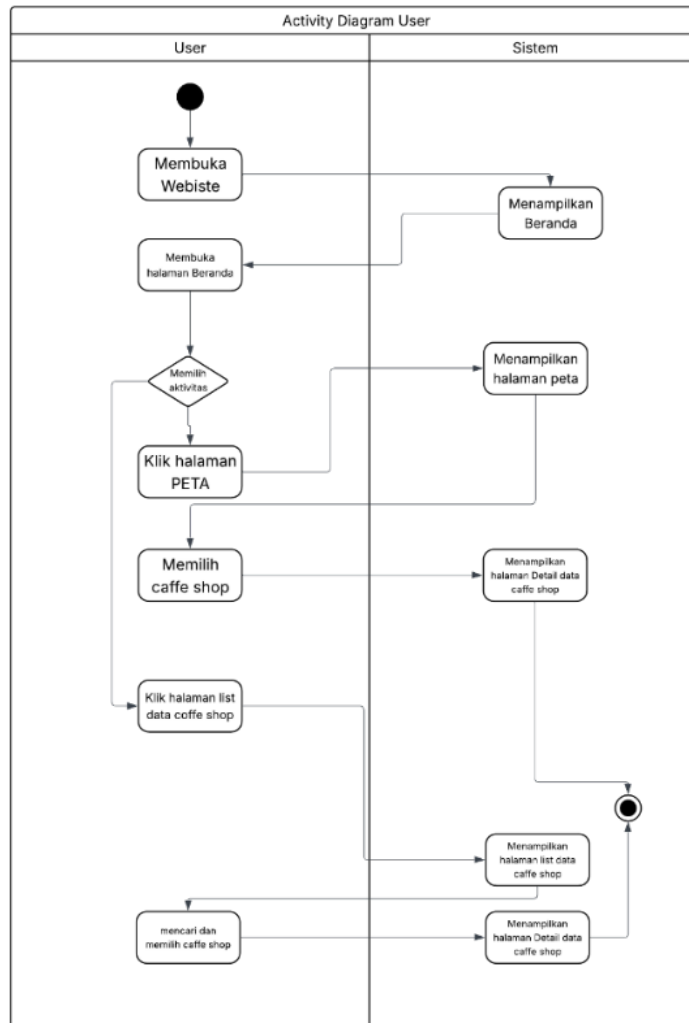 Activity Diagram User
User
Sistem
Membuka
Webiste
Menampilkan
Beranda
Membuka
halaman Beranda
Memilih
aktivitas
Menampilkan
halaman peta
Klik halaman
PETA
Memilih
caffe shop
Menampilkan
halaman Detail data
caffe shop
Klik halaman list
data coffe shop
Menampilkan
halaman list data
caffe shop
mencari dan
memilih caffe shop
Menampilkan
halaman Detail data
caffe shop